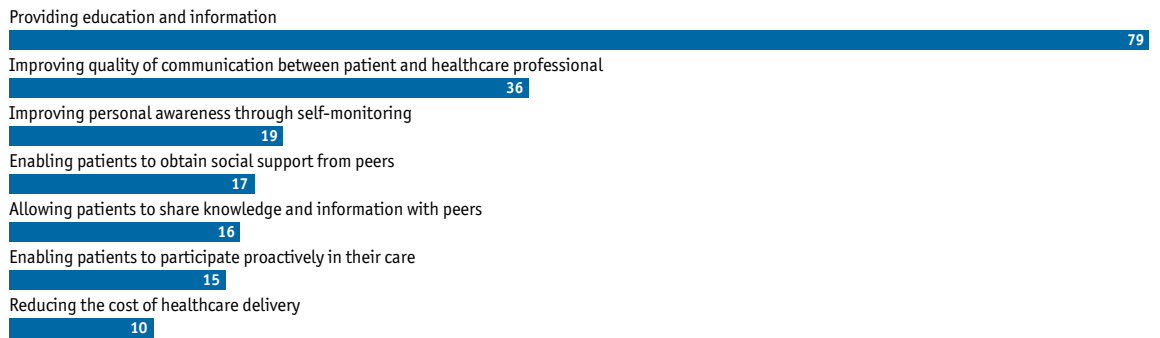 Providing education and information
79
Improving quality of communication between patient and healthcare professional
36
Improving personal awareness through self-monitoring
19
Enabling patients to obtain social support from peers
17
Allowing patients to share knowledge and information with peers
16
Enabling patients to participate proactively in their care
15
Reducing the cost of healthcare delivery
10